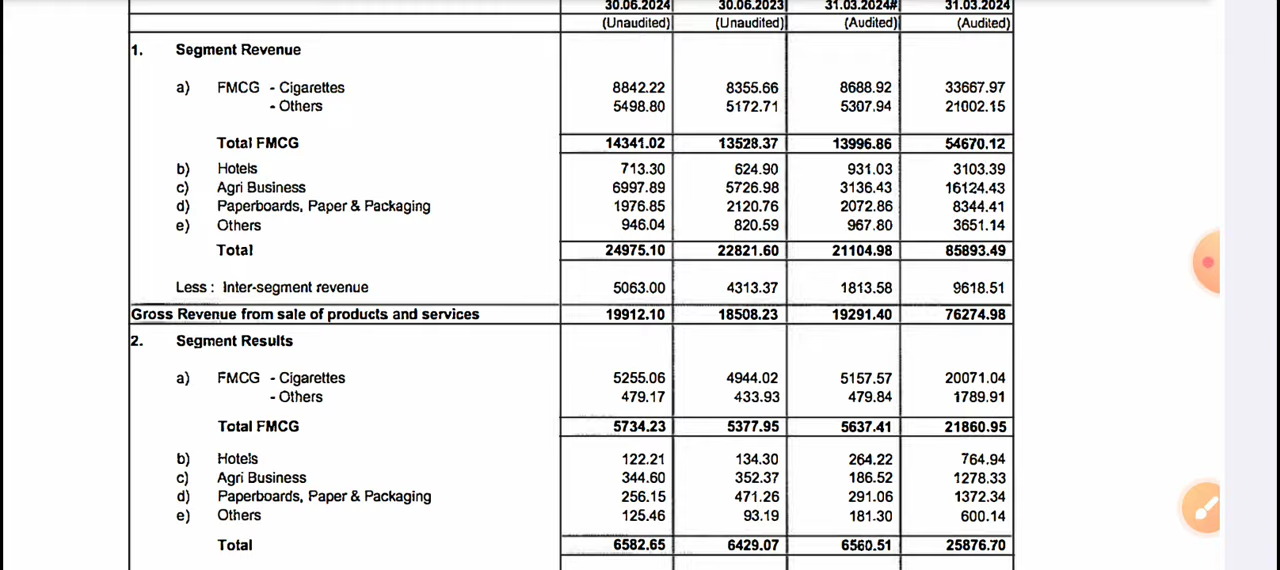 30.06.2024 30.06.2023 31.03.2024# 31.03.2024
(Unaudited) (Unaudited) (Audited) (Audited)
1. Segment Revenue
a) FMCG - Cigarettes 8842.22 8355.66 8688.92 33667.97
- Others 5498.80 5172.71 5307.94 21002.15
Total FMCG 14341.02 13528.37 13996.86 54670.12
b) Hotels 713.30 624.90 931.03 3103.39
c) Agri Business 6997.89 5726.98 3136.43 16124.43
d) Paperboards, Paper & Packaging 1976.85 2120.76 2072.86 8344.41
e) Others 946.04 820.59 967.80 3651.14
Total 24975.10 22821.60 21104.98 85893.49
Less : Inter-segment revenue 5063.00 4313.37 1813.58 9618.51
Gross Revenue from sale of products and services 19912.10 18508.23 19291.40 76274.98
2. Segment Results
a) FMCG - Cigarettes 5255.06 4944.02 5157.57 20071.04
- Others 479.17 433.93 479.84 1789.91
Total FMCG 5734.23 5377.95 5637.41 21860.95
b) Hotels 122.21 134.30 264.22 764.94
c) Agri Business 344.60 352.37 186.52 1278.33
d) Paperboards, Paper & Packaging 256.15 471.26 291.06 1372.34
e) Others 125.46 93.19 181.30 600.14
Total 6582.65 6429.07 6560.51 25876.70